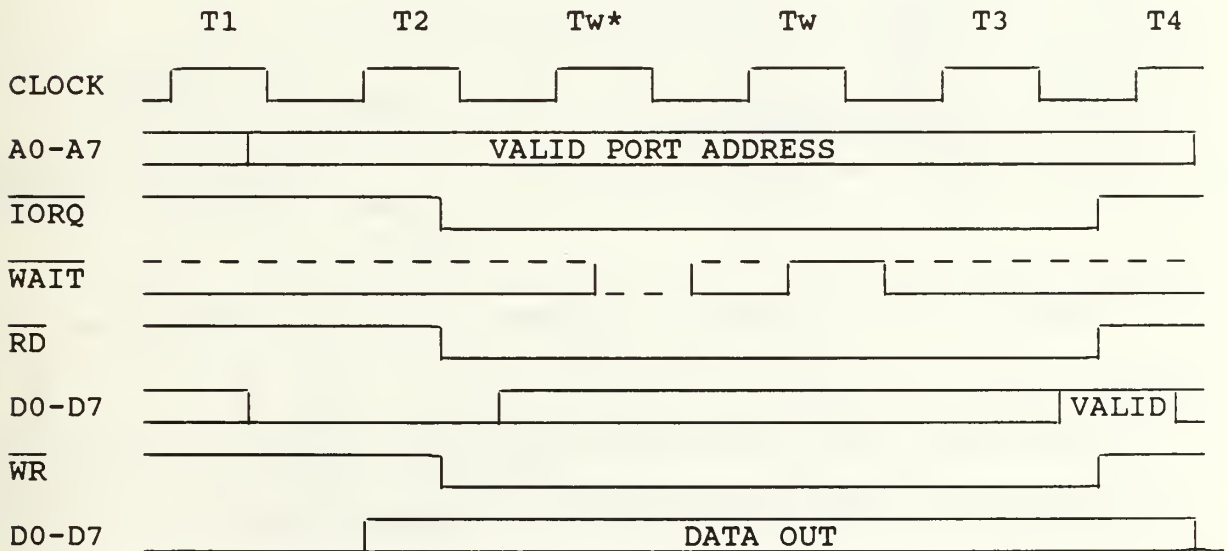 T1 T2 Tw* Tw T3 T4
CLOCK
A0-A7 VALID PORT ADDRESS
IORQ
WAIT
RD
D0-D7 VALID
WR
D0-D7 DATA OUT